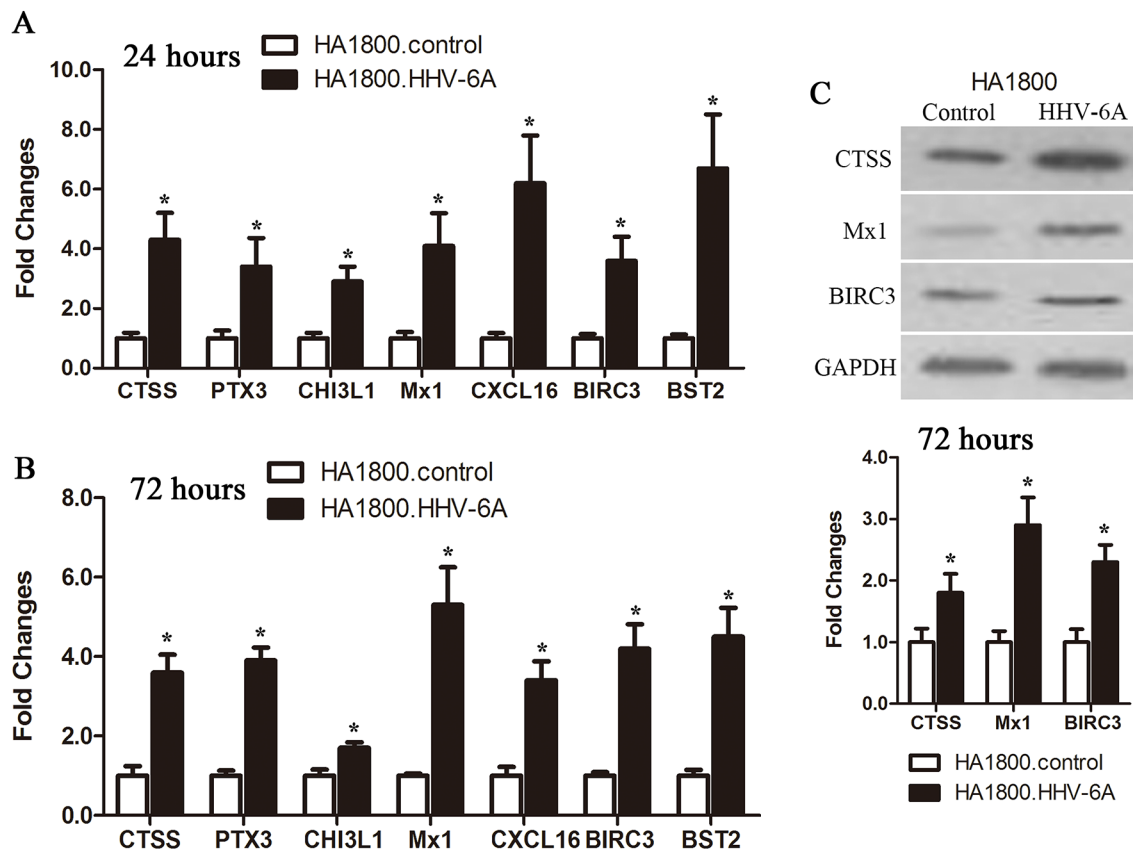 A
24 hours
HA1800.control
HA1800.HHV-6A
Fold Changes
10.0
8.0
6.0
4.0
2.0
0.0
* * * * * * *
CTSS PTX3 CHI3L1 Mx1 CXCL16 BIRC3 BST2
B
72 hours
HA1800.control
HA1800.HHV-6A
Fold Changes
8.0
6.0
4.0
2.0
0.0
* * * * * * *
CTSS PTX3 CHI3L1 Mx1 CXCL16 BIRC3 BST2
C
HA1800
Control HHV-6A
CTSS
Mx1
BIRC3
GAPDH
72 hours
Fold Changes
4.0
3.0
2.0
1.0
0.0
* * *
CTSS Mx1 BIRC3
HA1800.control
HA1800.HHV-6A